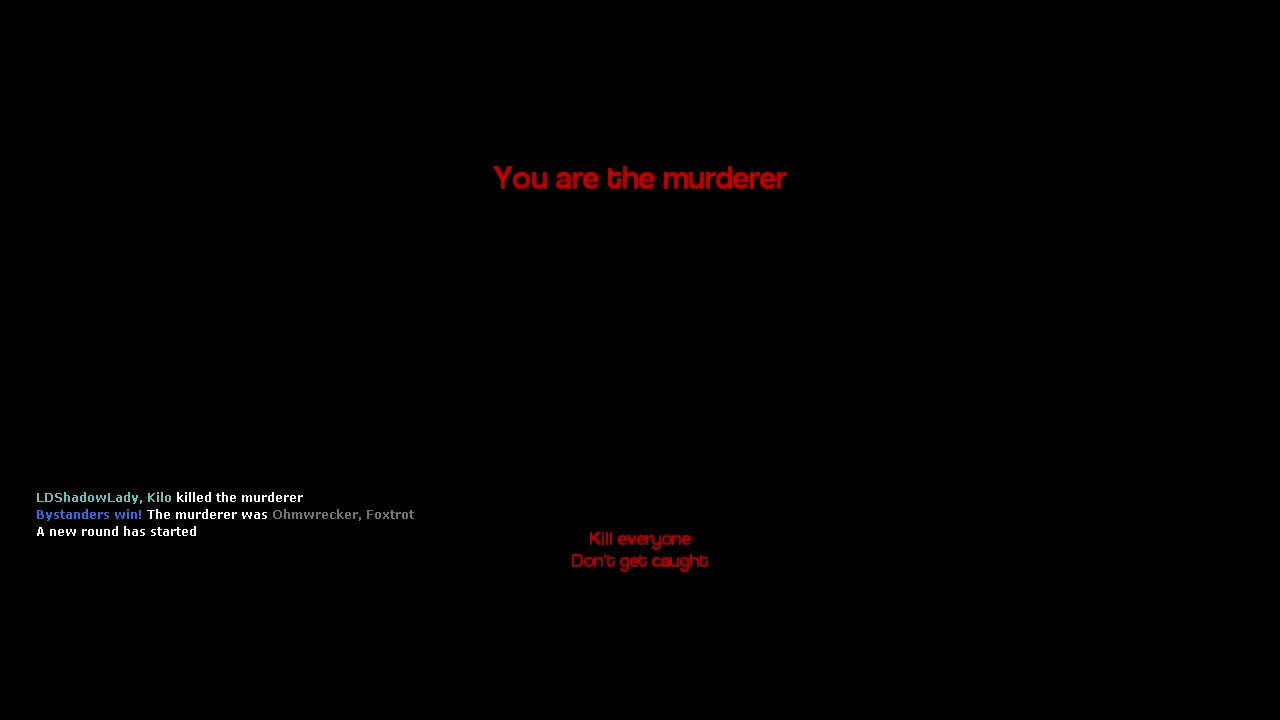 You are the murderer
LDShadowLady, Kilo killed the murderer
Bystanders win! The murderer was Ohmwrecker, Foxtrot
A new round has started
Kill everyone
Don't get caught